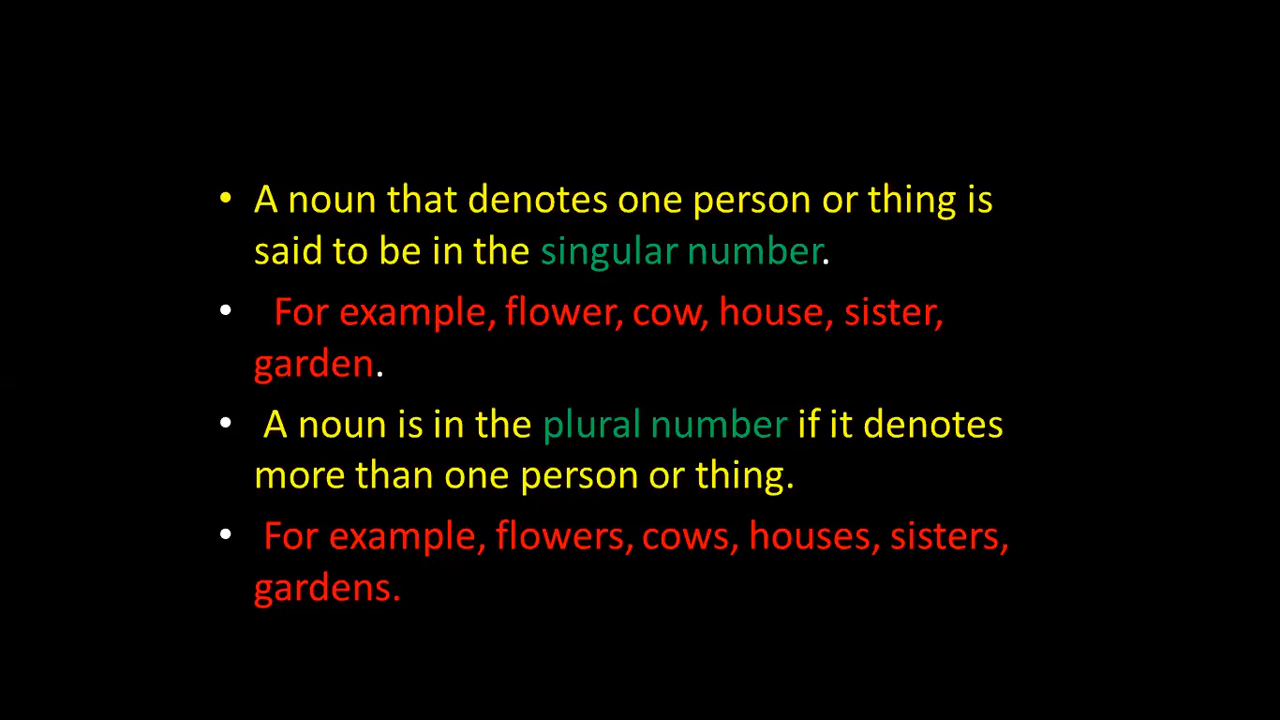 • A noun that denotes one person or thing is
said to be in the singular number.
• For example, flower, cow, house, sister,
garden.
• A noun is in the plural number if it denotes
more than one person or thing.
• For example, flowers, cows, houses, sisters,
gardens.